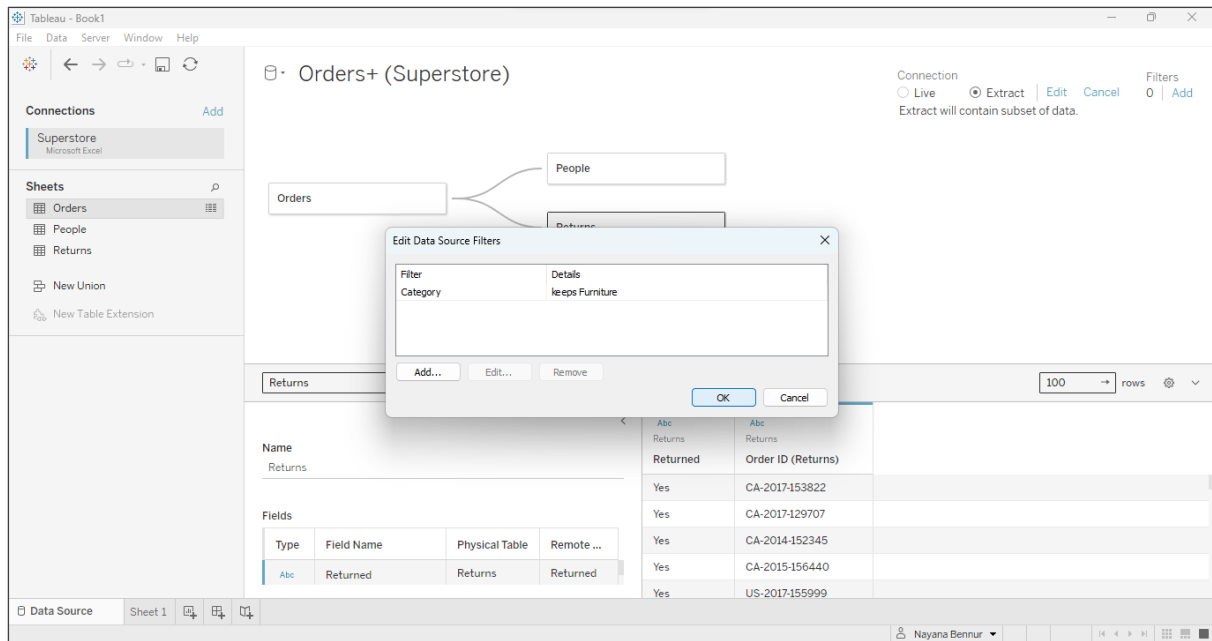 Tableau - Book1
File Data Server Window Help
Orders+ (Superstore)
Connection
Filters
Live Extract Edit Cancel 0 Add
Extract will contain subset of data.
Connections Add
Superstore
Microsoft Excel
Sheets
Orders
People
Returns
New Union
New Table Extension
People
Orders
Returns
Edit Data Source Filters
Filter Details
Category keeps Furniture
Add... Edit... Remove
OK Cancel
Returns
100 → rows
Name
Returns
Fields
Type Field Name Physical Table Remote ...
Abc Returned Returns Returned
Abc Abc
Returns Returns
Returned Order ID (Returns)
Yes CA-2017-153822
Yes CA-2017-129707
Yes CA-2014-152345
Yes CA-2015-156440
Yes US-2017-155999
Data Source Sheet 1
Nayana Bennur